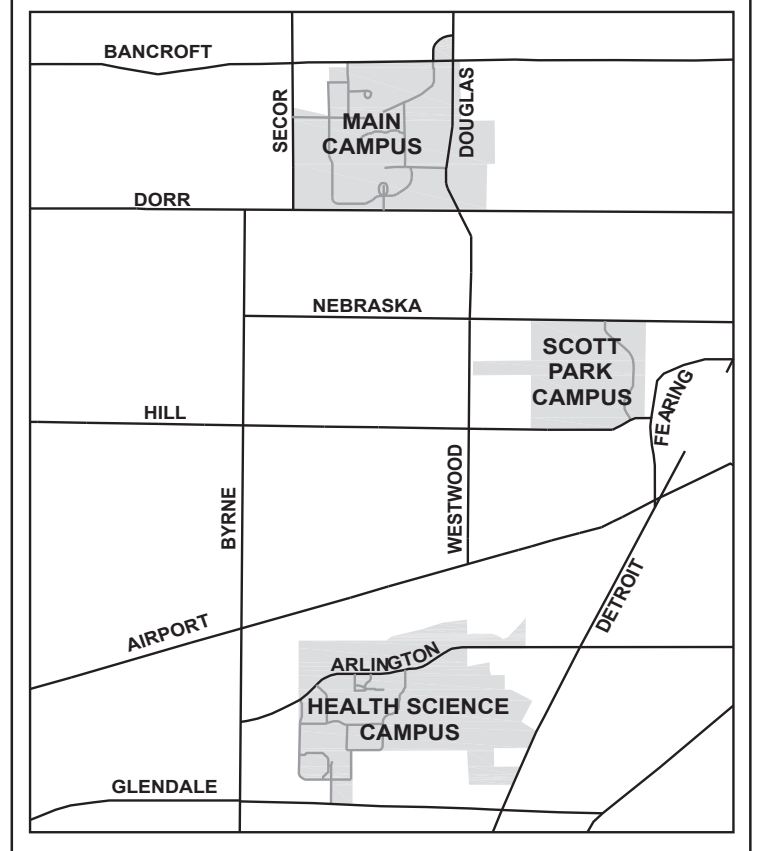 BANCROFT
SECOR
MAIN
CAMPUS
DOUGLAS
DORR
NEBRASKA
SCOTT
PARK
CAMPUS
FEARING
HILL
BYRNE
WESTWOOD
DETROIT
AIRPORT
ARLINGTON
HEALTH SCIENCE
CAMPUS
GLENDALE